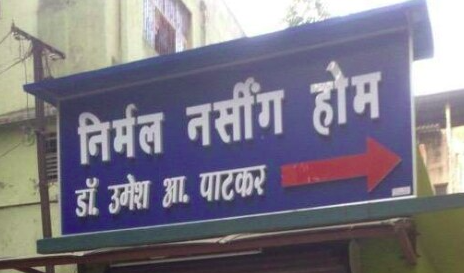 निर्मल नर्सींग होम
डॉ. उमेश आ. पाटकर